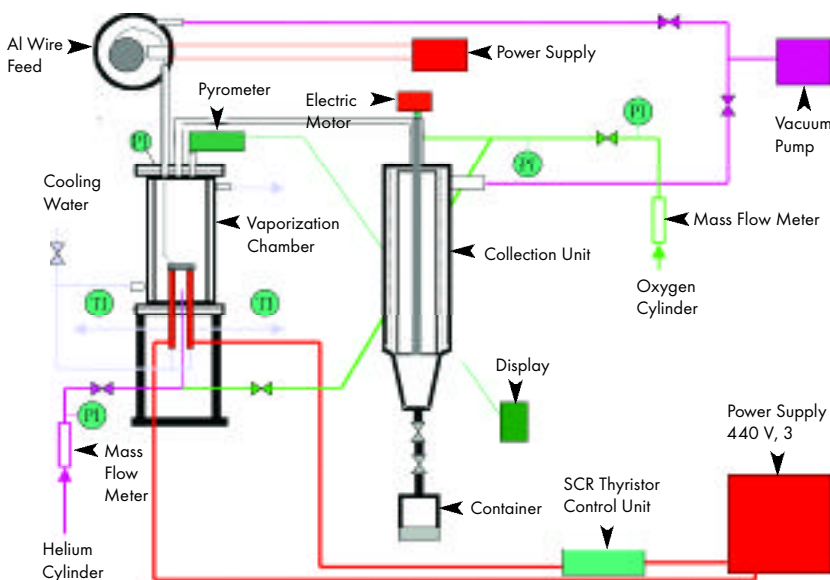 Al Wire
Feed
Power Supply
Pyrometer
Electric
Motor
Vacuum
Pump
PI
PI
PI
Cooling
Water
Vaporization
Chamber
Collection Unit
Mass Flow Meter
Oxygen
Cylinder
TI
TI
Display
PI
Power Supply
440 V, 3
Mass
Flow
Meter
SCR Thyristor
Control Unit
Container
Helium
Cylinder